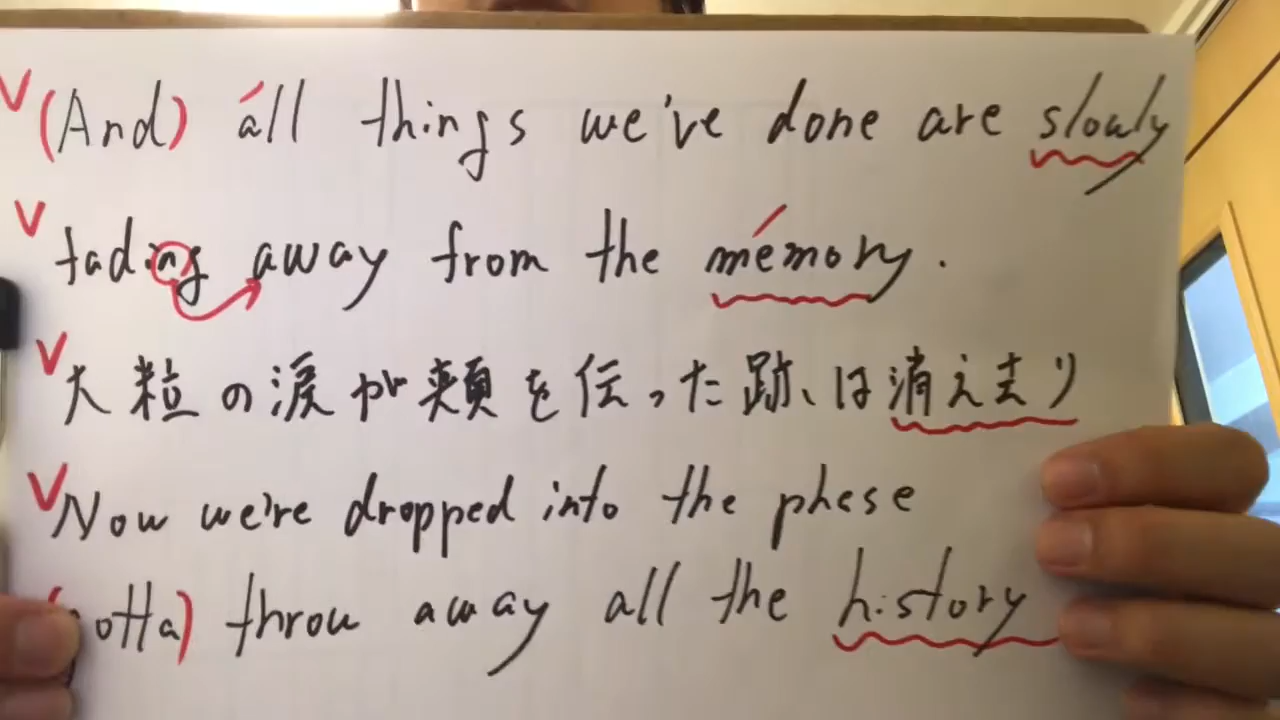 (And) all things we've done are slowly
fading away from the memory.
大粒の涙が頬を伝った跡、は消えまり
Now we're dropped into the phese
otta) throw away all the history